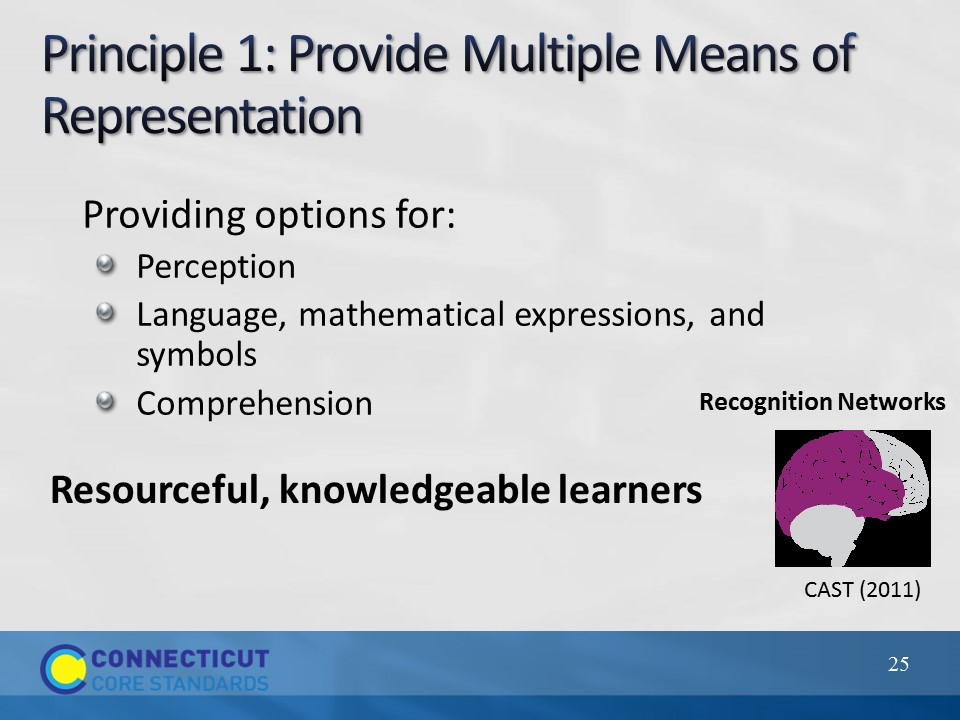 Principle 1: Provide Multiple Means of
Representation
Providing options for:
Perception
Language, mathematical expressions, and
symbols
Comprehension
Recognition Networks
Resourceful, knowledgeable learners
CAST (2011)
CONNECTICUT
CORE STANDARDS
25